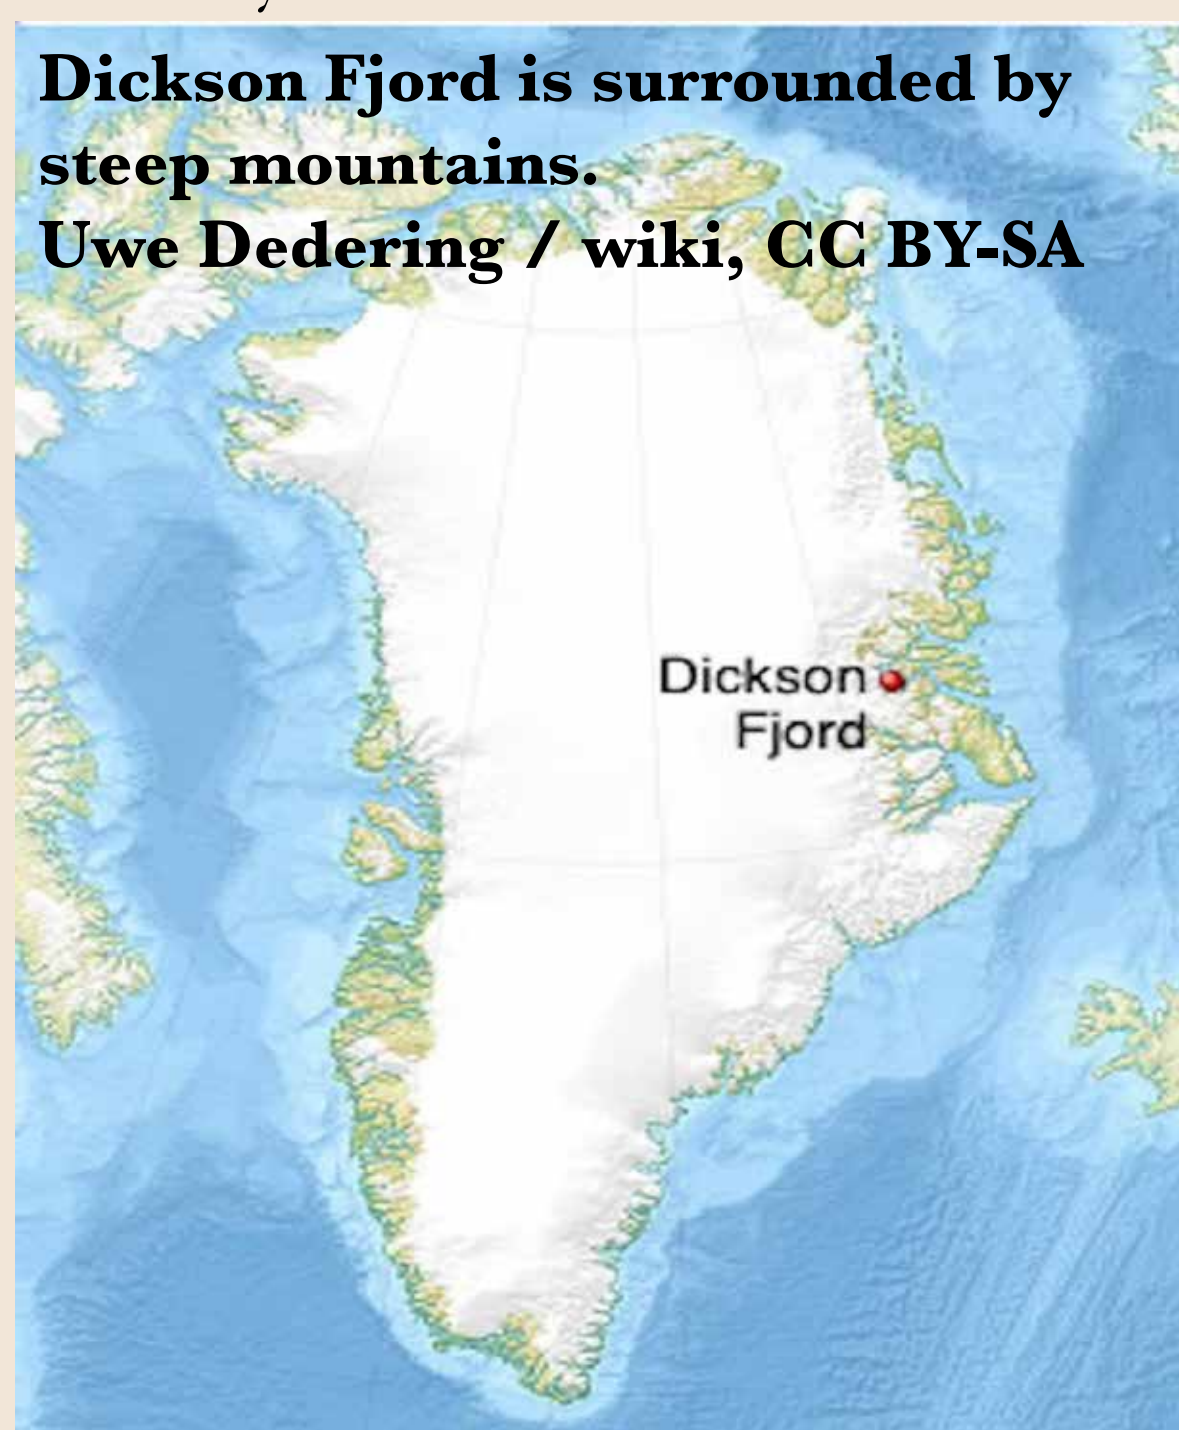 Dickson Fjord is surrounded by
steep mountains.
Uwe Dedering / wiki, CC BY-SA
Dickson
Fjord